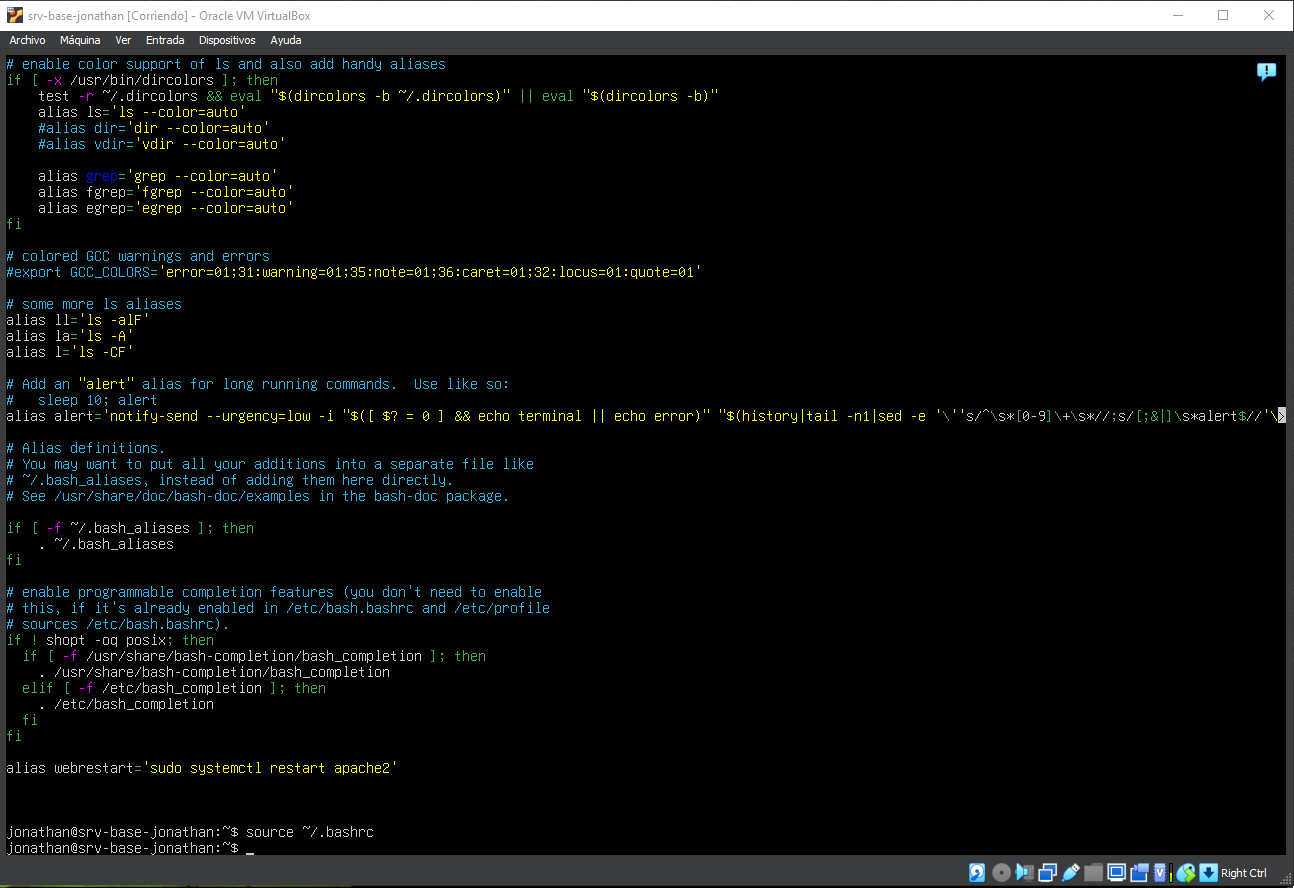 srv-base-jonathan [Corriendo] - Oracle VM VirtualBox
Archivo Máquina Ver Entrada Dispositivos Ayuda
# enable color support of ls and also add handy aliases
if [ -x /usr/bin/dircolors ]; then
    test -r ~/.dircolors && eval "$(dircolors -b ~/.dircolors)" || eval "$(dircolors -b)"
    alias ls='ls --color=auto'
    #alias dir='dir --color=auto'
    #alias vdir='vdir --color=auto'

    alias grep='grep --color=auto'
    alias fgrep='fgrep --color=auto'
    alias egrep='egrep --color=auto'
fi

# colored GCC warnings and errors
#export GCC_COLORS='error=01;31:warning=01;35:note=01;36:caret=01;32:locus=01:quote=01'

# some more ls aliases
alias ll='ls -alF'
alias la='ls -A'
alias l='ls -CF'

# Add an "alert" alias for long running commands.  Use like so:
#   sleep 10; alert
alias alert='notify-send --urgency=low -i "$([ $? = 0 ] && echo terminal || echo error)" "$(history|tail -n1|sed -e '\''s/^\s*[0-9]\+\s*//;s/[;&|]\s*alert$//'\>

# Alias definitions.
# You may want to put all your additions into a separate file like
# ~/.bash_aliases, instead of adding them here directly.
# See /usr/share/doc/bash-doc/examples in the bash-doc package.

if [ -f ~/.bash_aliases ]; then
    . ~/.bash_aliases
fi

# enable programmable completion features (you don't need to enable
# this, if it's already enabled in /etc/bash.bashrc and /etc/profile
# sources /etc/bash.bashrc).
if ! shopt -oq posix; then
  if [ -f /usr/share/bash-completion/bash_completion ]; then
    . /usr/share/bash-completion/bash_completion
  elif [ -f /etc/bash_completion ]; then
    . /etc/bash_completion
  fi
fi

alias webrestart='sudo systemctl restart apache2'

jonathan@srv-base-jonathan:~$ source ~/.bashrc
jonathan@srv-base-jonathan:~$ _
Right Ctrl